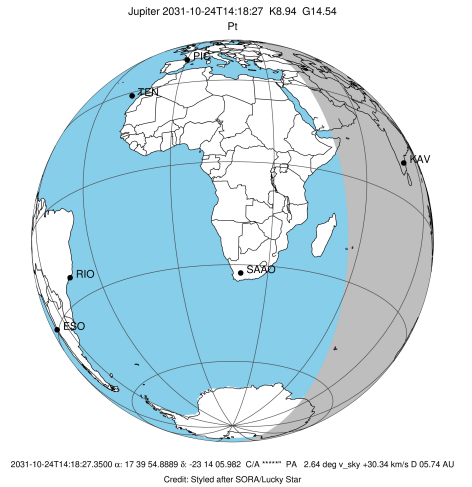 Jupiter 2031-10-24T14:18:27 K8.94 G14.54
Pt
PIC
TEN
KAV
SAAO
RIO
ESO
2031-10-24T14:18:27.3500 α: 17 39 54.8889 δ: -23 14 05.982 C/A *****" PA 2.64 deg v_sky +30.34 km/s D 05.74 AU
Credit: Styled after SORA/Lucky Star